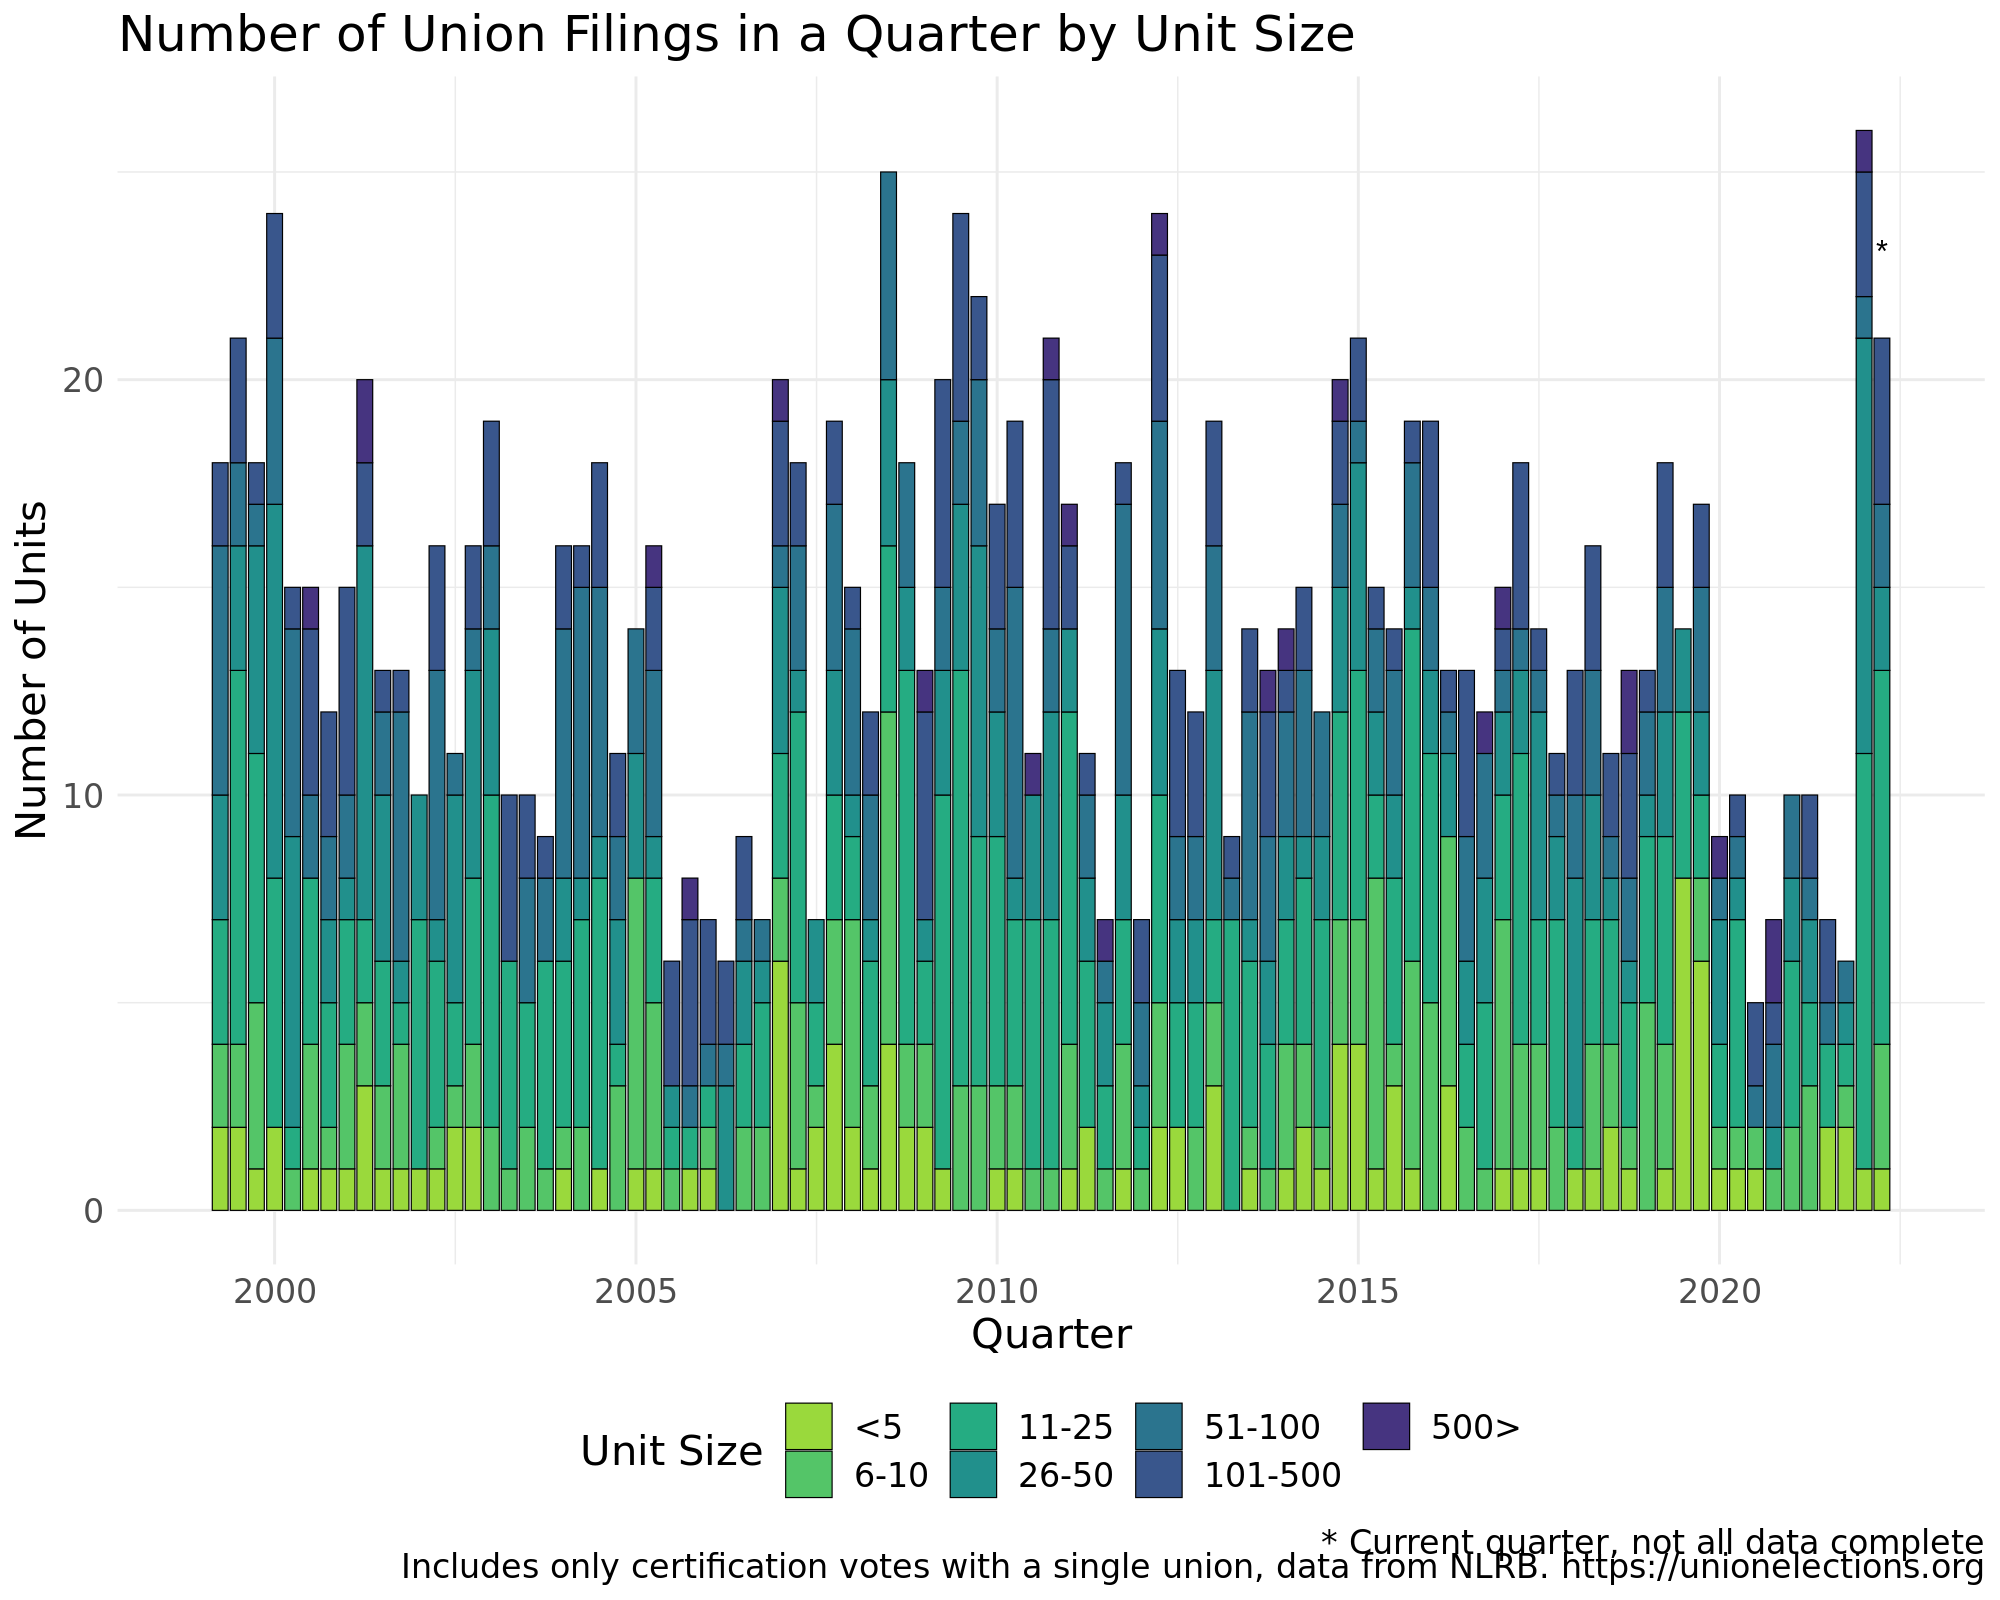 Number of Union Filings in a Quarter by Unit Size
*
Number of Units
20
10
0
2000 2005 2010 2015 2020
Quarter
Unit Size
<5 11-25 51-100 500>
6-10 26-50 101-500
* Current quarter, not all data complete
Includes only certification votes with a single union, data from NLRB. https://unionelections.org